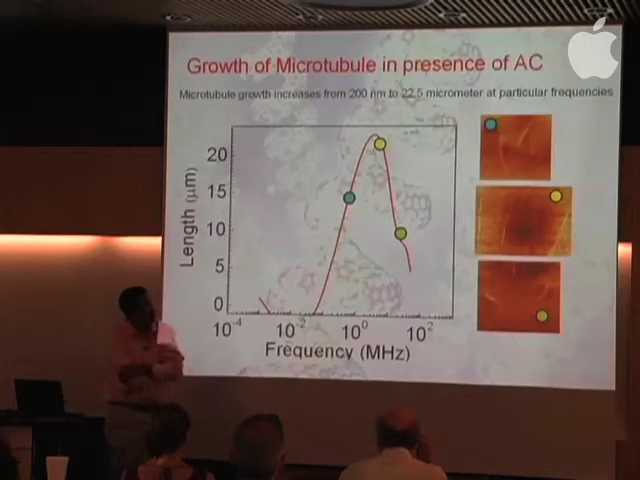 Growth of Microtubule in presence of AC
Microtubule growth increases from 200 nm to 22.5 micrometer at particular frequencies
Length (µm)
20
15
10
5
0
10⁻⁴ 10⁻² 10⁰ 10²
Frequency (MHz)